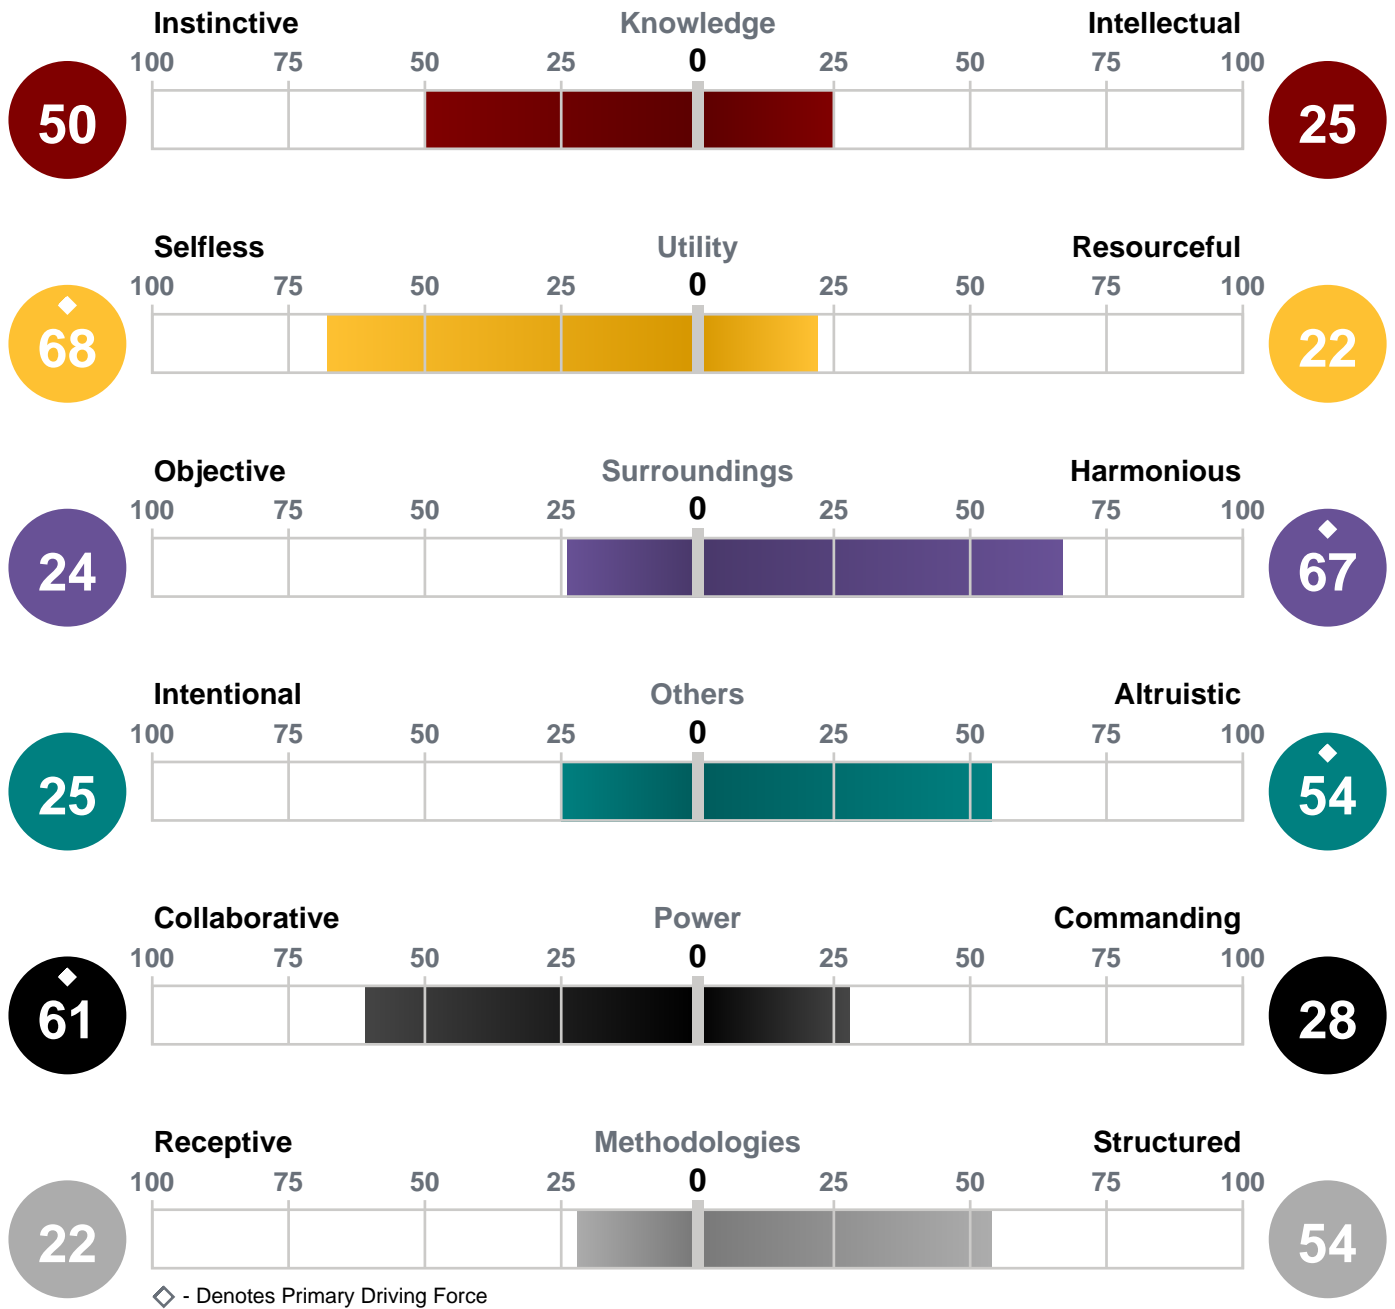 Instinctive Knowledge Intellectual
100 75 50 25 0 25 50 75 100
50 25
Selfless Utility Resourceful
100 75 50 25 0 25 50 75 100
68 22
Objective Surroundings Harmonious
100 75 50 25 0 25 50 75 100
24 67
Intentional Others Altruistic
100 75 50 25 0 25 50 75 100
25 54
Collaborative Power Commanding
100 75 50 25 0 25 50 75 100
61 28
Receptive Methodologies Structured
100 75 50 25 0 25 50 75 100
22 54
- Denotes Primary Driving Force